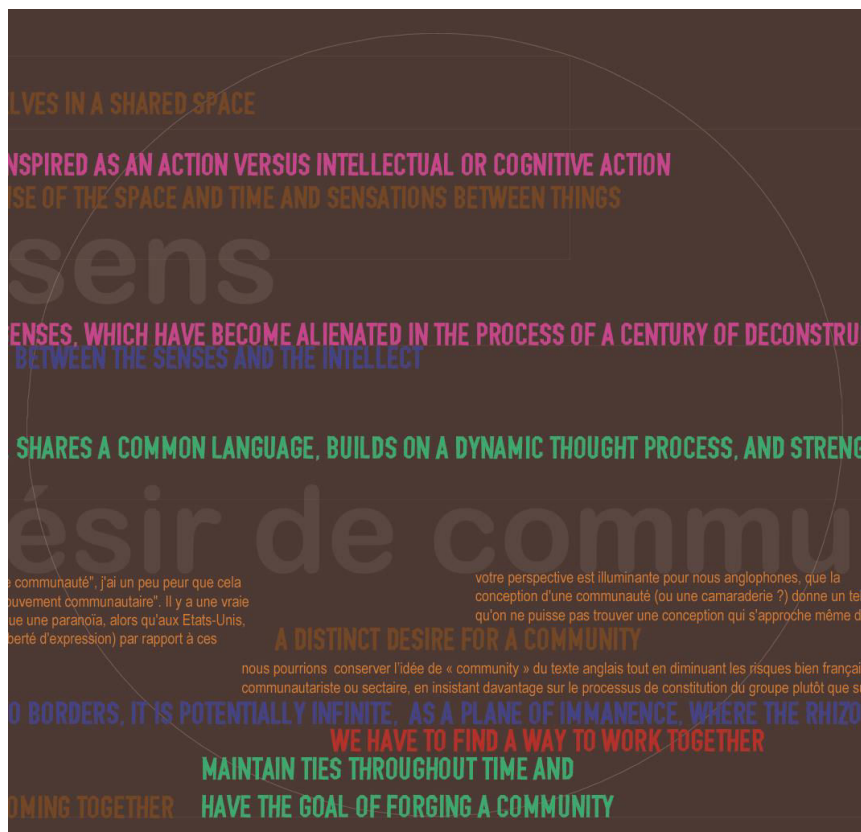 LVES IN A SHARED SPACE
NSPIRED AS AN ACTION VERSUS INTELLECTUAL OR COGNITIVE ACTION
SE OF THE SPACE AND TIME AND SENSATIONS BETWEEN THINGS
sens
ENSES, WHICH HAVE BECOME ALIENATED IN THE PROCESS OF A CENTURY OF DECONSTRU
BETWEEN THE SENSES AND THE INTELLECT
SHARES A COMMON LANGUAGE, BUILDS ON A DYNAMIC THOUGHT PROCESS, AND STRENG
ésir de commu
e communauté", j'ai un peu peur que cela
ouvement communautaire". Il y a une vraie
ue une paranoïa, alors qu'aux Etats-Unis,
berté d'expression) par rapport à ces
votre perspective est illuminante pour nous anglophones, que la
conception d'une communauté (ou une camaraderie ?) donne un te
qu'on ne puisse pas trouver une conception qui s'approche même d
A DISTINCT DESIRE FOR A COMMUNITY
nous pourrions conserver l'idée de « community » du texte anglais tout en diminuant les risques bien françai
communautariste ou sectaire, en insistant davantage sur le processus de constitution du groupe plutôt que s
O BORDERS, IT IS POTENTIALLY INFINITE, AS A PLANE OF IMMANENCE, WHERE THE RHIZO
WE HAVE TO FIND A WAY TO WORK TOGETHER
MAINTAIN TIES THROUGHOUT TIME AND
OMING TOGETHER
HAVE THE GOAL OF FORGING A COMMUNITY